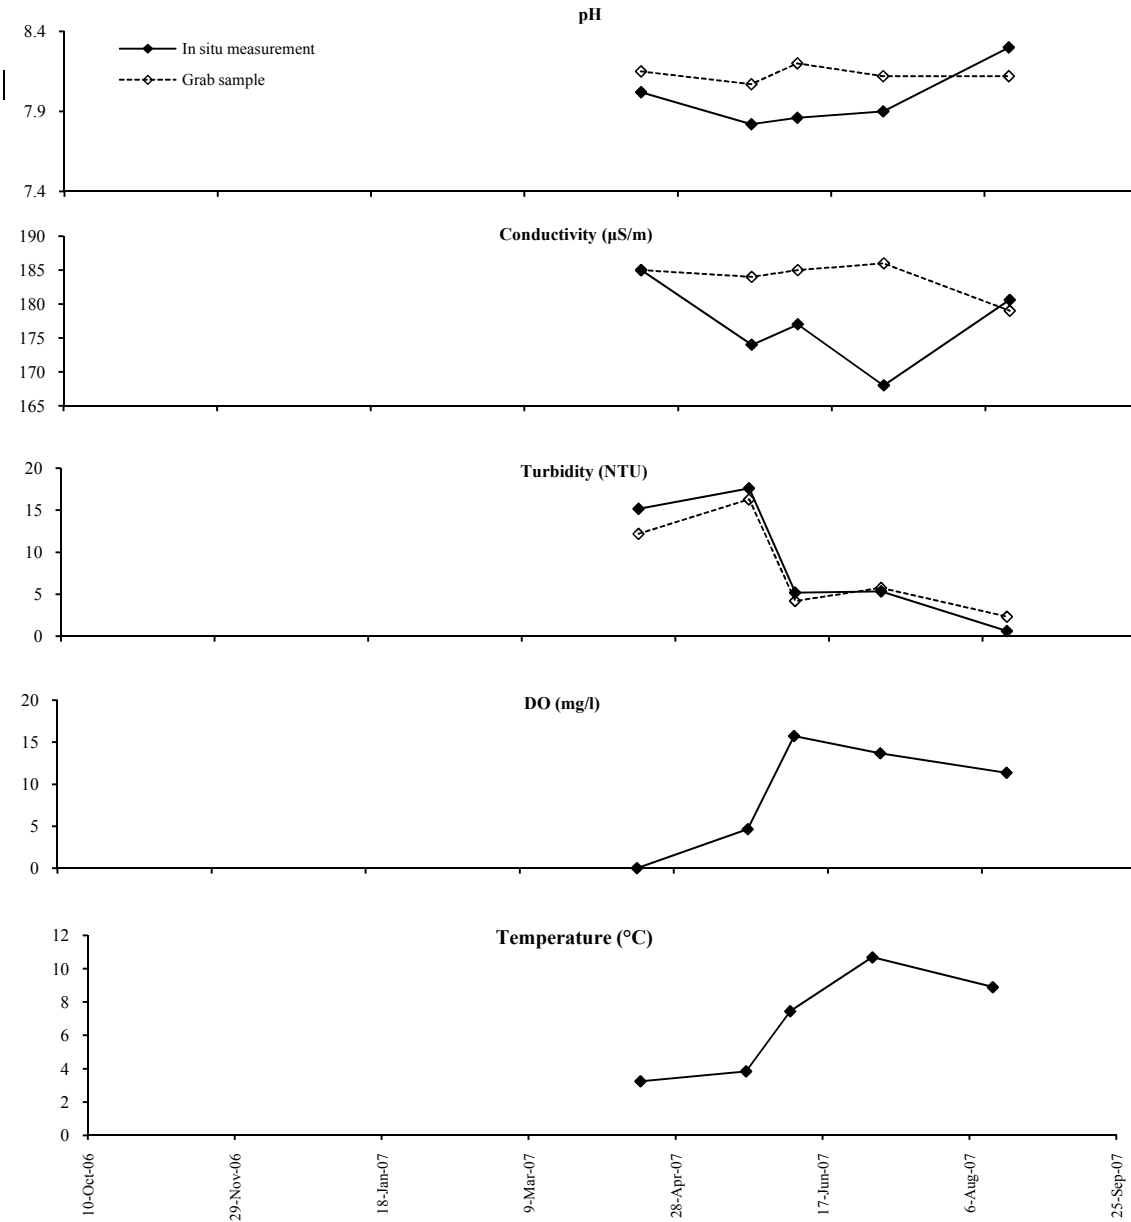 pH
8.4
In situ measurement
Grab sample
7.9
7.4
Conductivity (µS/m)
190
185
180
175
170
165
Turbidity (NTU)
20
15
10
5
0
DO (mg/l)
20
15
10
5
0
Temperature (°C)
12
10
8
6
4
2
0
10-Oct-06
29-Nov-06
18-Jan-07
9-Mar-07
28-Apr-07
17-Jun-07
6-Aug-07
25-Sep-07